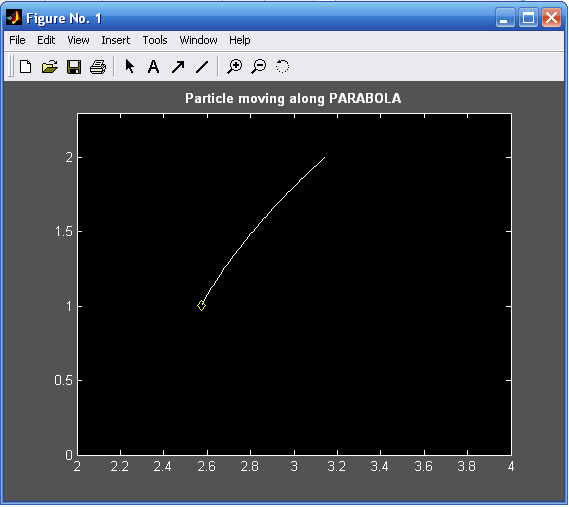 Figure No. 1
File Edit View Insert Tools Window Help
A
Particle moving along PARABOLA
2
1.5
1
0.5
0
2 2.2 2.4 2.6 2.8 3 3.2 3.4 3.6 3.8 4